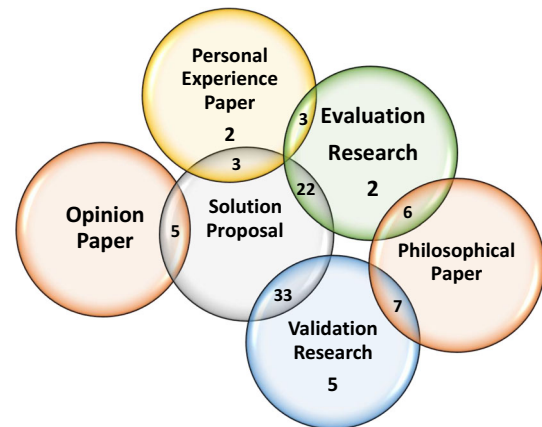 Personal
Experience
Paper
2
3
Evaluation
Research
2
3
22
6
Opinion
Paper
5
Solution
Proposal
Philosophical
Paper
33
7
Validation
Research
5